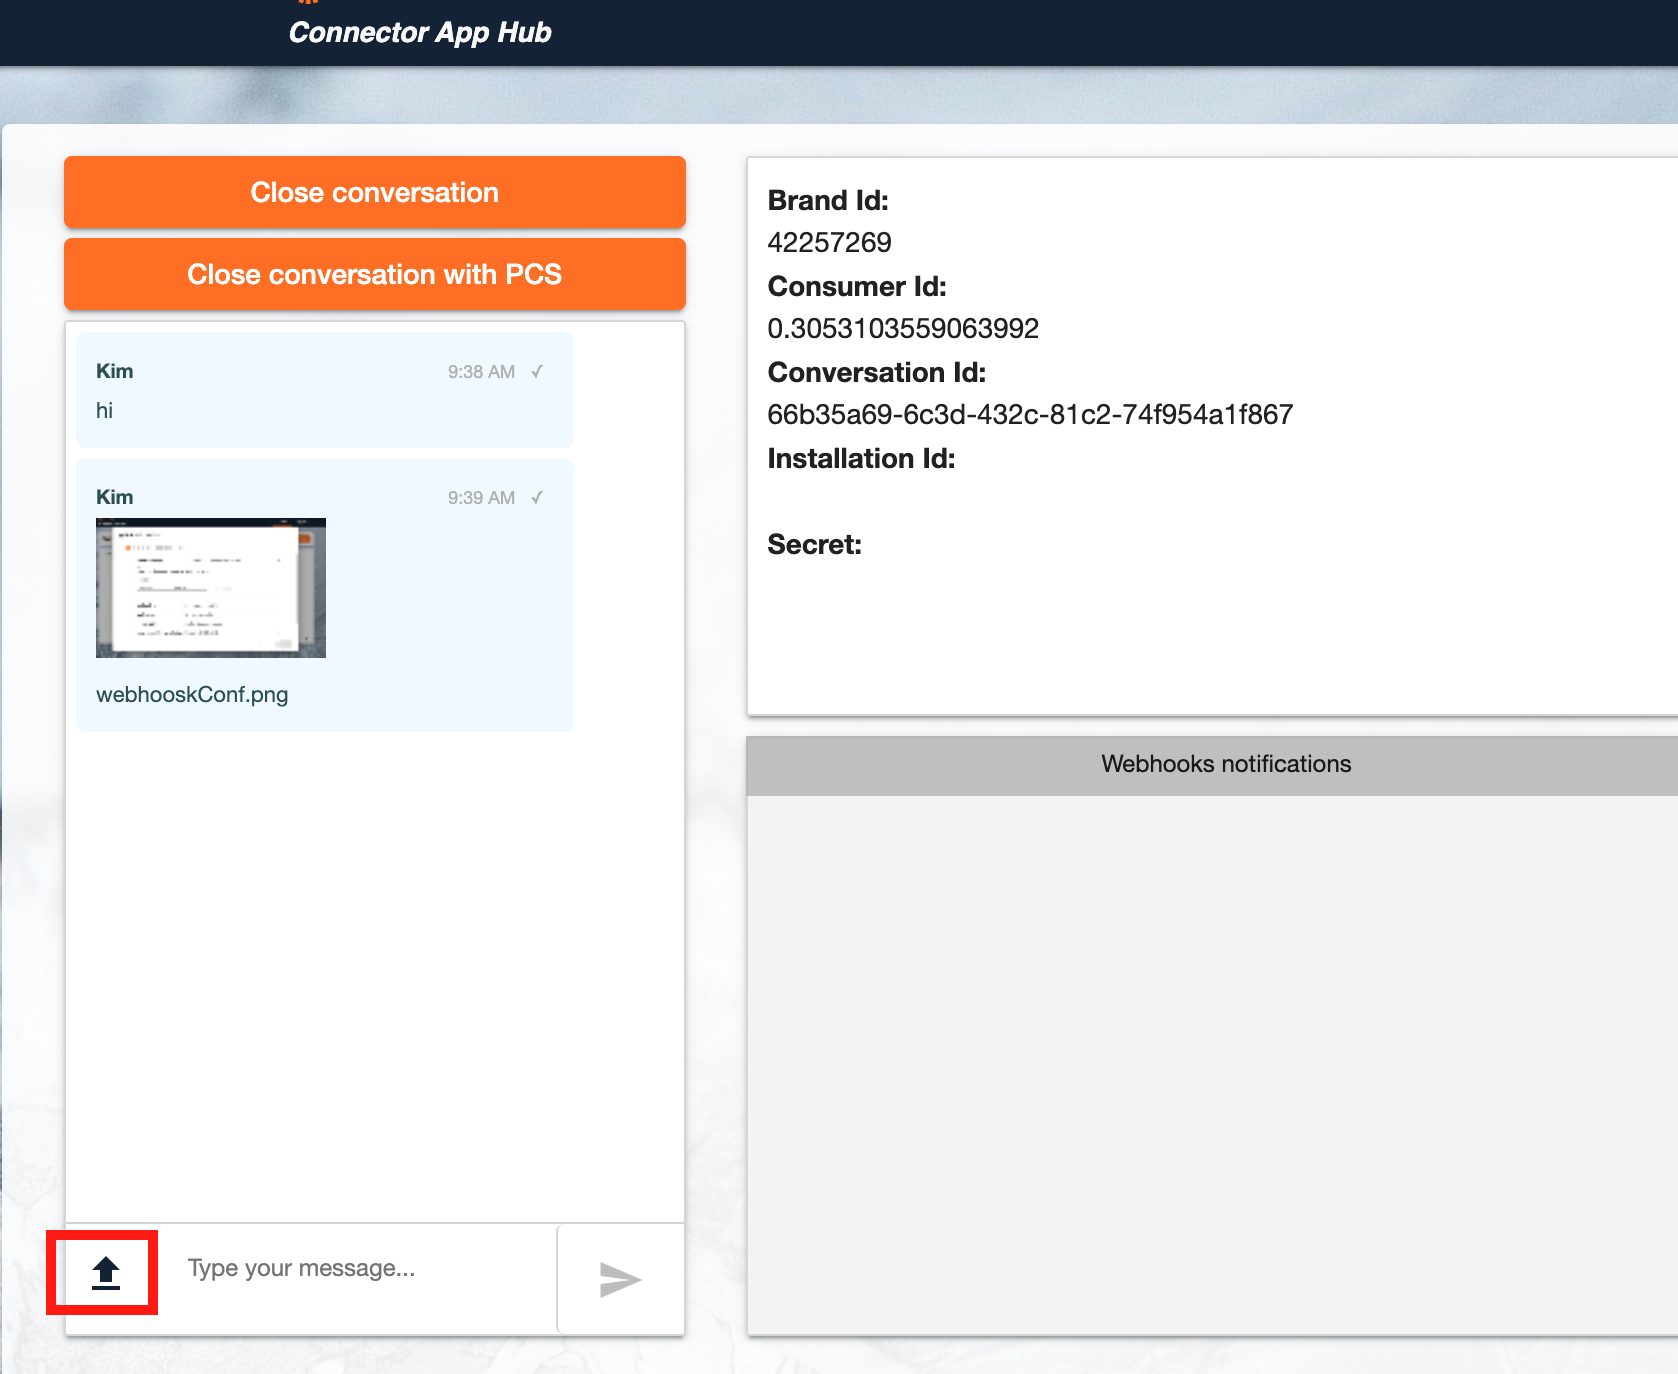 Connector App Hub
Close conversation
Close conversation with PCS
Kim 9:38 AM ✓
hi
Kim 9:39 AM ✓
webhooskConf.png
Type your message...
Brand Id:
42257269
Consumer Id:
0.3053103559063992
Conversation Id:
66b35a69-6c3d-432c-81c2-74f954a1f867
Installation Id:
Secret:
Webhooks notifications